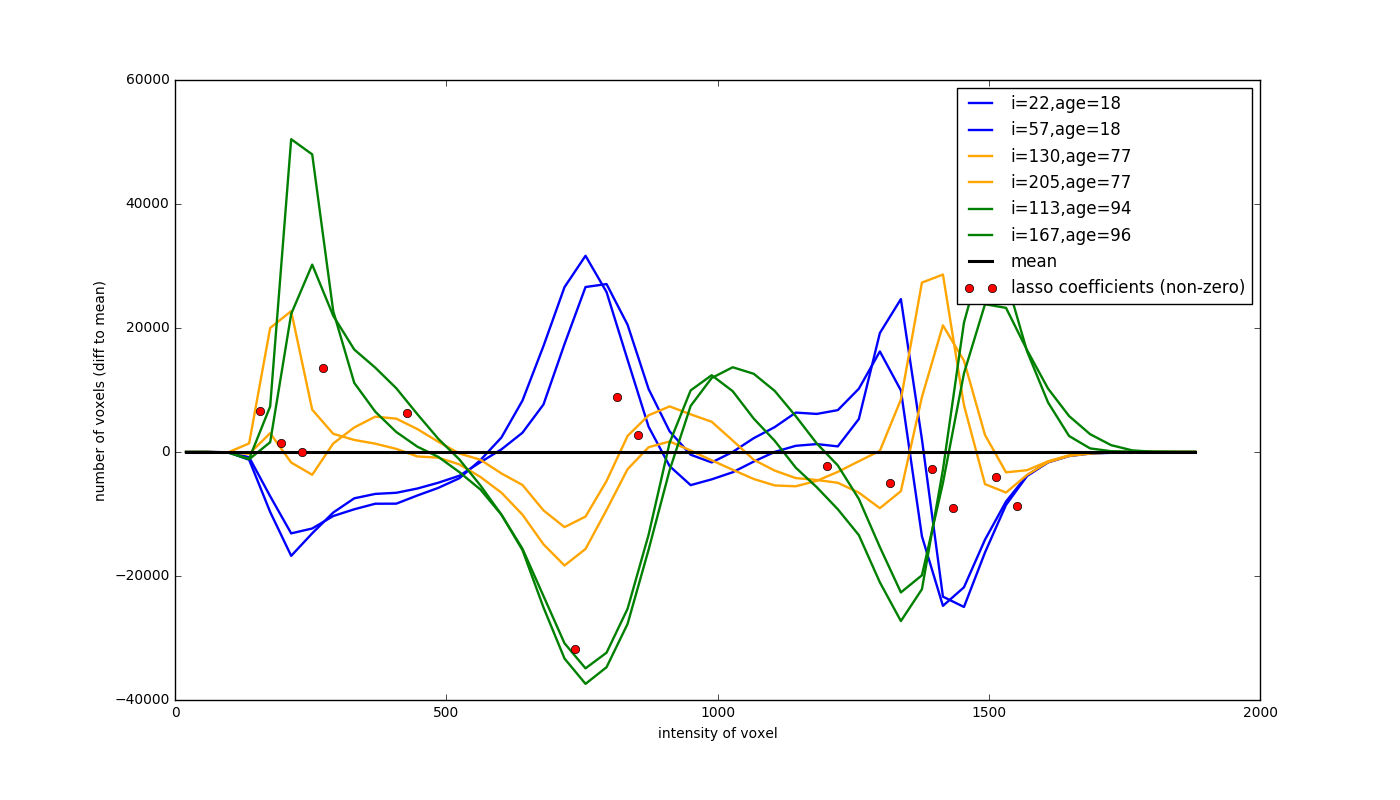 60000
40000
20000
0
−20000
−40000
0
500
1000
1500
2000
intensity of voxel
number of voxels (diff to mean)
i=22,age=18
i=57,age=18
i=130,age=77
i=205,age=77
i=113,age=94
i=167,age=96
mean
lasso coefficients (non-zero)